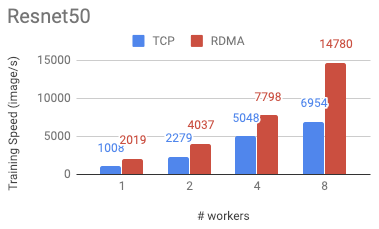 Resnet50
TCP RDMA
Training Speed (image/s)
15000
10000
5000
0
1008
2019
2279
4037
5048
7798
6954
14780
1 2 4 8
# workers